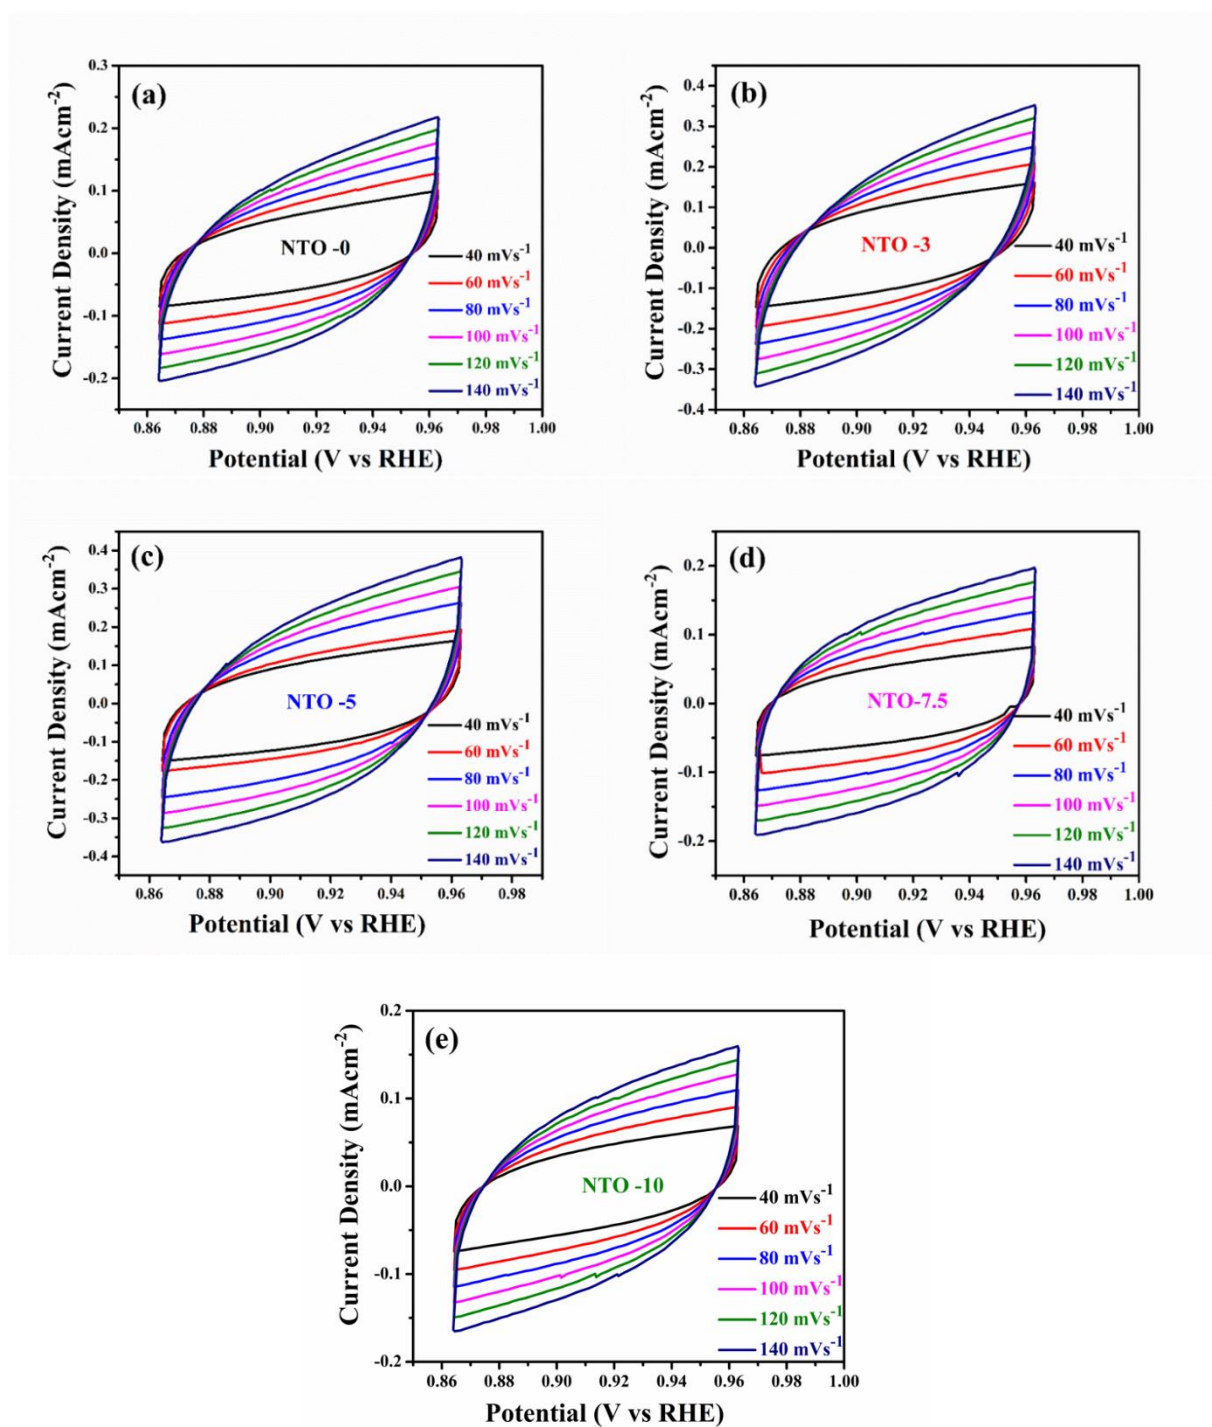 (a)
Current Density (mAcm-2)
0.3
0.2
0.1
0.0
-0.1
-0.2
NTO -0
40 mVs-1
60 mVs-1
80 mVs-1
100 mVs-1
120 mVs-1
140 mVs-1
0.86 0.88 0.90 0.92 0.94 0.96 0.98 1.00
Potential (V vs RHE)
(b)
Current Density (mAcm-2)
0.4
0.3
0.2
0.1
0.0
-0.1
-0.2
-0.3
-0.4
NTO -3
40 mVs-1
60 mVs-1
80 mVs-1
100 mVs-1
120 mVs-1
140 mVs-1
0.86 0.88 0.90 0.92 0.94 0.96 0.98 1.00
Potential (V vs RHE)
(c)
Current Density (mAcm-2)
0.4
0.3
0.2
0.1
0.0
-0.1
-0.2
-0.3
-0.4
NTO -5
40 mVs-1
60 mVs-1
80 mVs-1
100 mVs-1
120 mVs-1
140 mVs-1
0.86 0.88 0.90 0.92 0.94 0.96 0.98
Potential (V vs RHE)
(d)
Current Density (mAcm-2)
0.2
0.1
0.0
-0.1
-0.2
NTO-7.5
40 mVs-1
60 mVs-1
80 mVs-1
100 mVs-1
120 mVs-1
140 mVs-1
0.86 0.88 0.90 0.92 0.94 0.96 0.98 1.00
Potential (V vs RHE)
(e)
Current Density (mAcm-2)
0.2
0.1
0.0
-0.1
-0.2
NTO -10
40 mVs-1
60 mVs-1
80 mVs-1
100 mVs-1
120 mVs-1
140 mVs-1
0.86 0.88 0.90 0.92 0.94 0.96 0.98 1.00
Potential (V vs RHE)